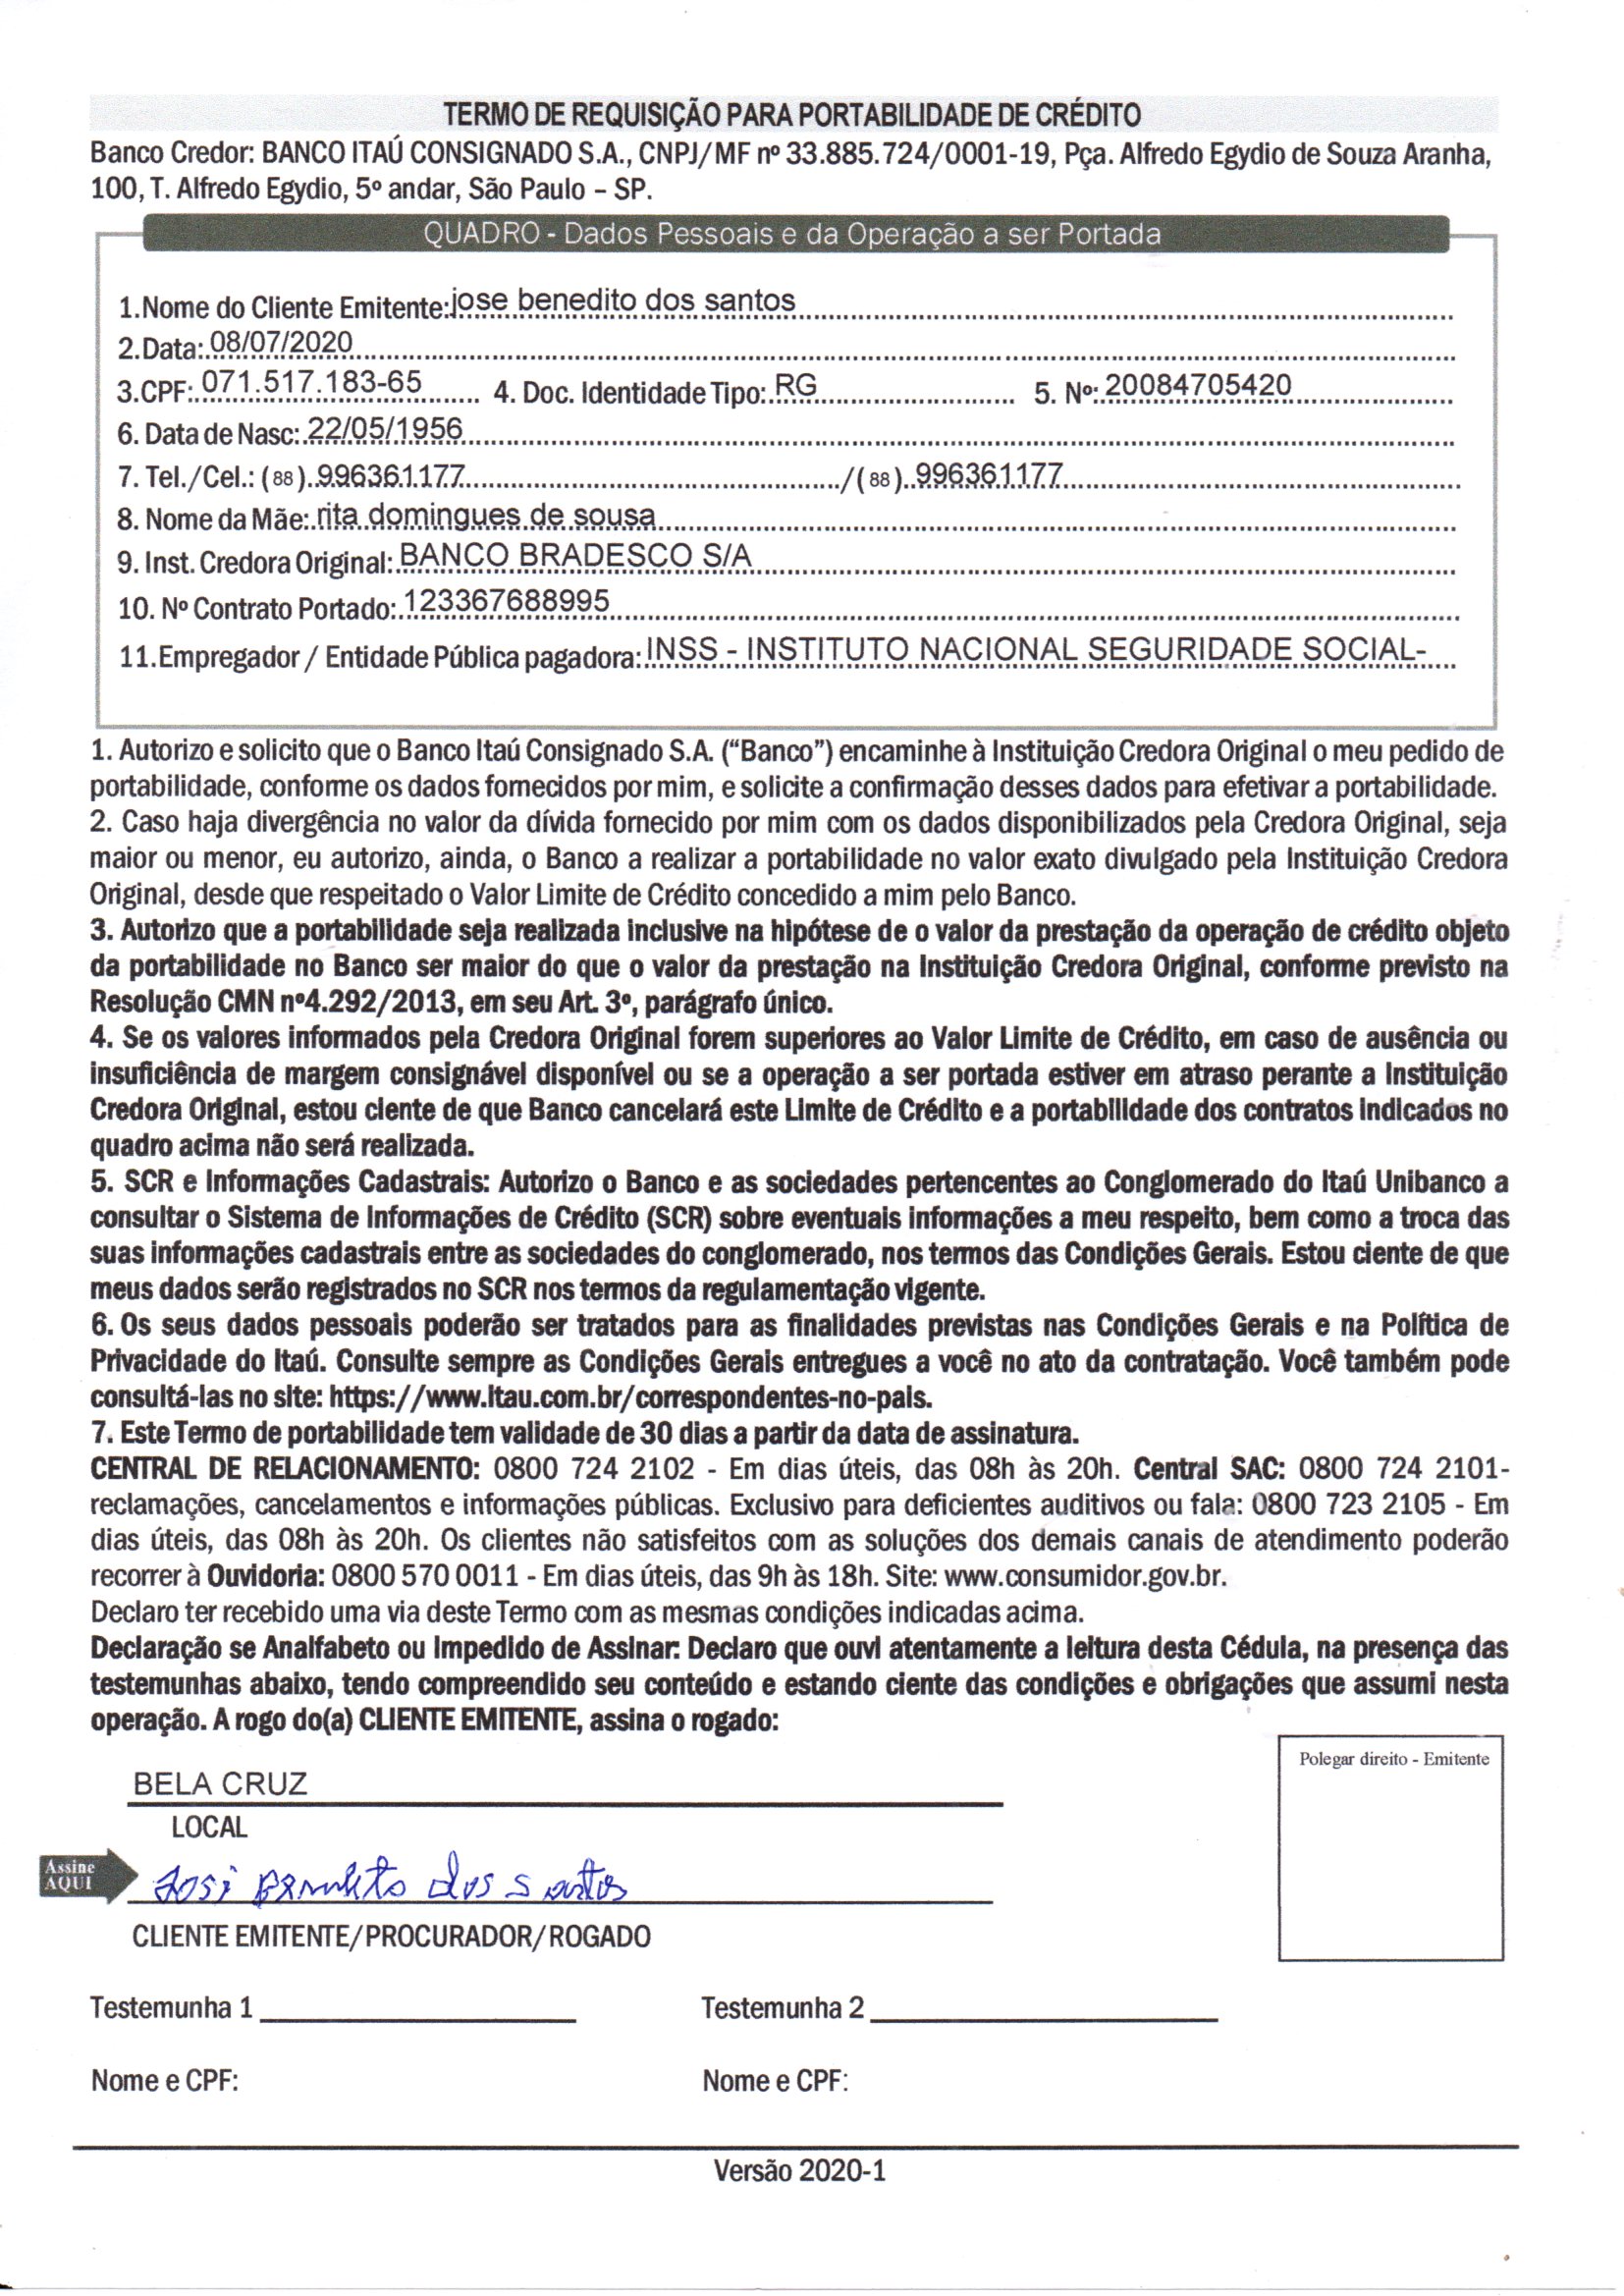 TERMO DE REQUISIÇÃO PARA PORTABILIDADE DE CRÉDITO
Banco Credor: BANCO ITAÚ CONSIGNADO S.A., CNPJ/MF nº 33.885.724/0001-19, Pça. Alfredo Egydio de Souza Aranha,
100, T. Alfredo Egydio, 5º andar, São Paulo – SP.
QUADRO - Dados Pessoais e da Operação a ser Portada
1.Nome do Cliente Emitente: jose benedito dos santos
2.Data: 08/07/2020
3.CPF: 071.517.183-65 4. Doc. Identidade Tipo: RG 5. Nº: 20084705420
6. Data de Nasc: 22/05/1956
7. Tel./Cel.: (88) 996361177 /(88) 996361177
8. Nome da Mãe: rita domingues de sousa
9. Inst. Credora Original: BANCO BRADESCO S/A
10. Nº Contrato Portado: 123367688995
11.Empregador / Entidade Pública pagadora: INSS - INSTITUTO NACIONAL SEGURIDADE SOCIAL-
1. Autorizo e solicito que o Banco Itaú Consignado S.A. (“Banco”) encaminhe à Instituição Credora Original o meu pedido de
portabilidade, conforme os dados fornecidos por mim, e solicite a confirmação desses dados para efetivar a portabilidade.
2. Caso haja divergência no valor da dívida fornecido por mim com os dados disponibilizados pela Credora Original, seja
maior ou menor, eu autorizo, ainda, o Banco a realizar a portabilidade no valor exato divulgado pela Instituição Credora
Original, desde que respeitado o Valor Limite de Crédito concedido a mim pelo Banco.
3. Autorizo que a portabilidade seja realizada inclusive na hipótese de o valor da prestação da operação de crédito objeto
da portabilidade no Banco ser maior do que o valor da prestação na Instituição Credora Original, conforme previsto na
Resolução CMN nº4.292/2013, em seu Art. 3º, parágrafo único.
4. Se os valores informados pela Credora Original forem superiores ao Valor Limite de Crédito, em caso de ausência ou
insuficiência de margem consignável disponível ou se a operação a ser portada estiver em atraso perante a Instituição
Credora Original, estou ciente de que Banco cancelará este Limite de Crédito e a portabilidade dos contratos indicados no
quadro acima não será realizada.
5. SCR e Informações Cadastrais: Autorizo o Banco e as sociedades pertencentes ao Conglomerado do Itaú Unibanco a
consultar o Sistema de Informações de Crédito (SCR) sobre eventuais informações a meu respeito, bem como a troca das
suas informações cadastrais entre as sociedades do conglomerado, nos termos das Condições Gerais. Estou ciente de que
meus dados serão registrados no SCR nos termos da regulamentação vigente.
6. Os seus dados pessoais poderão ser tratados para as finalidades previstas nas Condições Gerais e na Política de
Privacidade do Itaú. Consulte sempre as Condições Gerais entregues a você no ato da contratação. Você também pode
consultá-las no site: https://www.itau.com.br/correspondentes-no-pais.
7. Este Termo de portabilidade tem validade de 30 dias a partir da data de assinatura.
CENTRAL DE RELACIONAMENTO: 0800 724 2102 - Em dias úteis, das 08h às 20h. Central SAC: 0800 724 2101-
reclamações, cancelamentos e informações públicas. Exclusivo para deficientes auditivos ou fala: 0800 723 2105 - Em
dias úteis, das 08h às 20h. Os clientes não satisfeitos com as soluções dos demais canais de atendimento poderão
recorrer à Ouvidoria: 0800 570 0011 - Em dias úteis, das 9h às 18h. Site: www.consumidor.gov.br.
Declaro ter recebido uma via deste Termo com as mesmas condições indicadas acima.
Declaração se Analfabeto ou Impedido de Assinar: Declaro que ouvi atentamente a leitura desta Cédula, na presença das
testemunhas abaixo, tendo compreendido seu conteúdo e estando ciente das condições e obrigações que assumi nesta
operação. A rogo do(a) CLIENTE EMITENTE, assina o rogado:
Polegar direito - Emitente
BELA CRUZ
LOCAL
Assine
AQUI
dos santos
CLIENTE EMITENTE/PROCURADOR/ROGADO
Testemunha 1 Testemunha 2
Nome e CPF: Nome e CPF:
Versão 2020-1